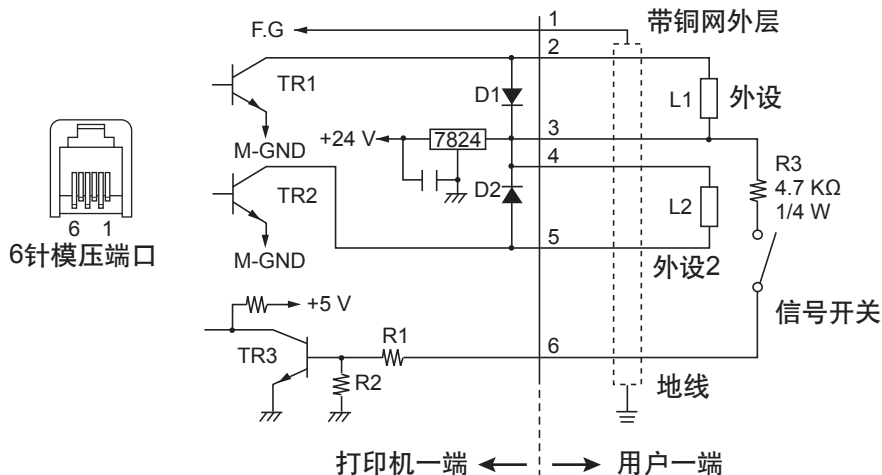 F.G
1
带铜网外层
2
TR1
D1
L1
外设
M-GND
+24 V
7824
3
4
R3
4.7 KΩ
1/4 W
TR2
D2
L2
6 1
6针模压端口
M-GND
5
外设2
+5 V
信号开关
TR3
R1
6
R2
地线
打印机一端
用户一端